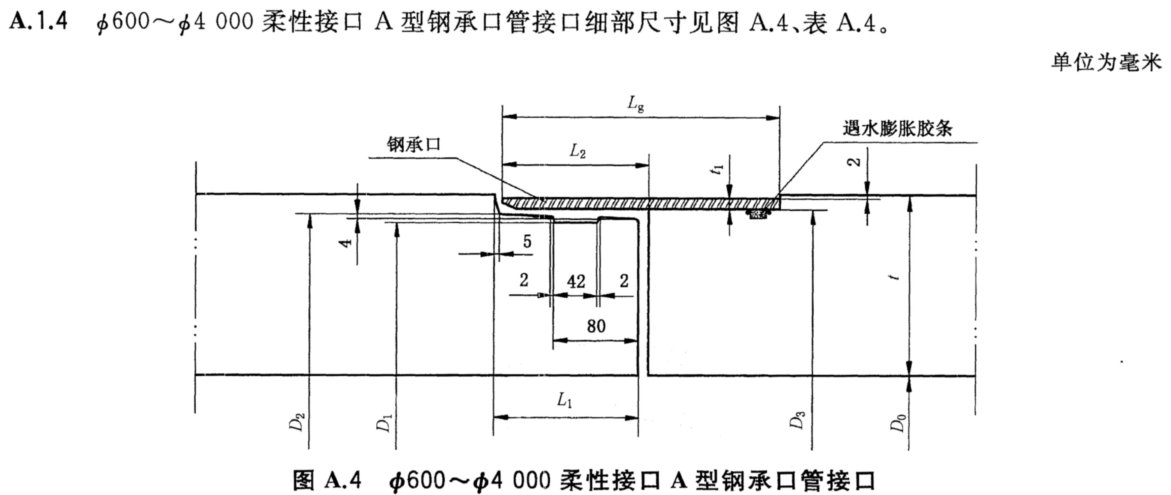 A.1.4 ϕ600～ϕ4 000 柔性接口 A 型钢承口管接口细部尺寸见图 A.4、表 A.4。
单位为毫米
Lg
钢承口
遇水膨胀胶条
L2
t1
2
4
5
t
2
42
2
80
L1
D2
D1
D3
D0
图 A.4 ϕ600～ϕ4 000 柔性接口 A 型钢承口管接口